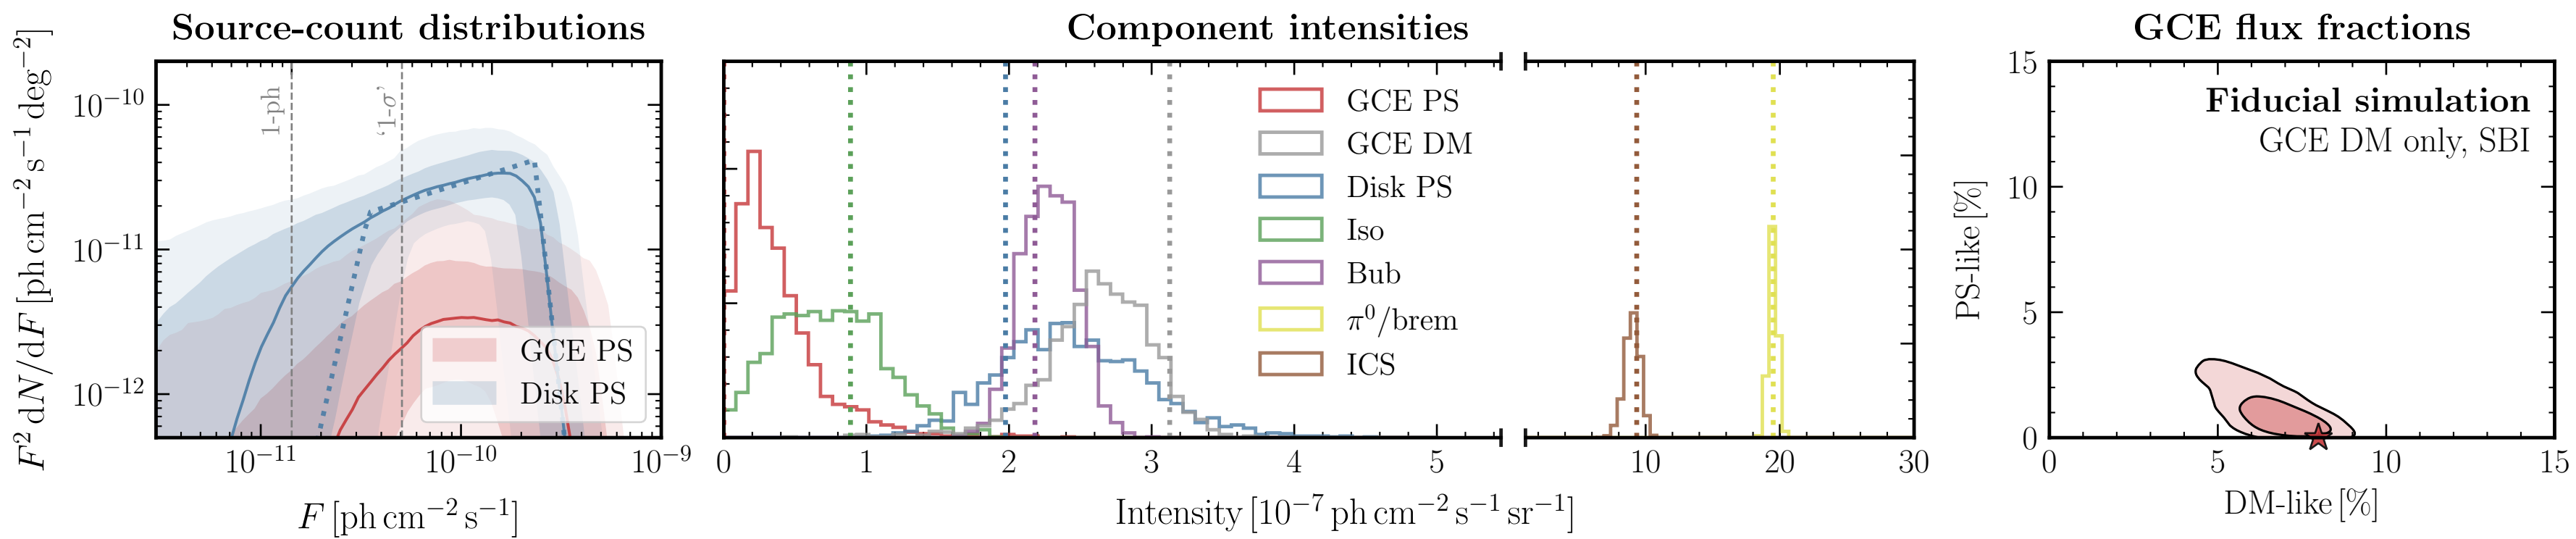 Source-count distributions
F² dN/dF [ph cm⁻² s⁻¹ deg⁻²]
10⁻¹⁰
10⁻¹¹
10⁻¹²
1-ph
‘1-σ’
GCE PS
Disk PS
10⁻¹¹
10⁻¹⁰
10⁻⁹
F [ph cm⁻² s⁻¹]
Component intensities
GCE PS
GCE DM
Disk PS
Iso
Bub
π⁰/brem
ICS
0
1
2
3
4
5
10
20
30
Intensity [10⁻⁷ ph cm⁻² s⁻¹ sr⁻¹]
GCE flux fractions
PS-like [%]
15
10
5
0
Fiducial simulation
GCE DM only, SBI
0
5
10
15
DM-like [%]